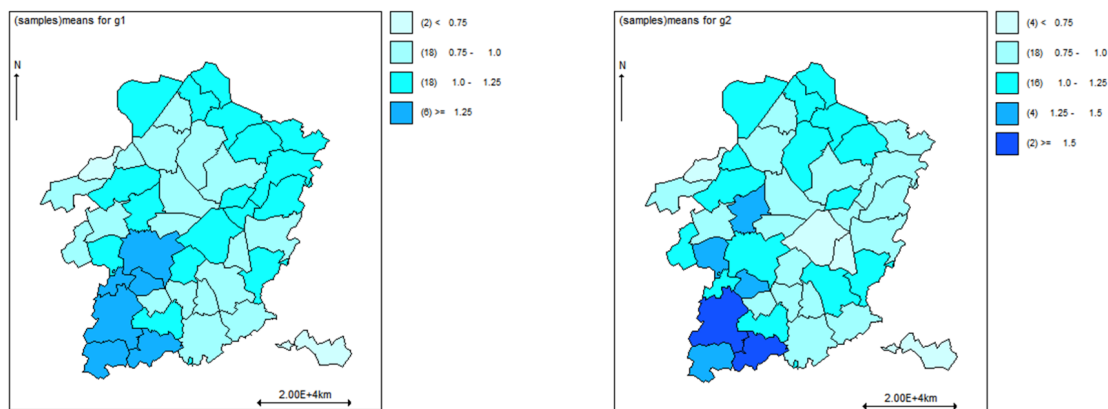 (samples)means for g1
(2) < 0.75
(18) 0.75 - 1.0
(18) 1.0 - 1.25
(6) >= 1.25
N
2.00E+4km
(samples)means for g2
(4) < 0.75
(18) 0.75 - 1.0
(16) 1.0 - 1.25
(4) 1.25 - 1.5
(2) >= 1.5
N
2.00E+4km